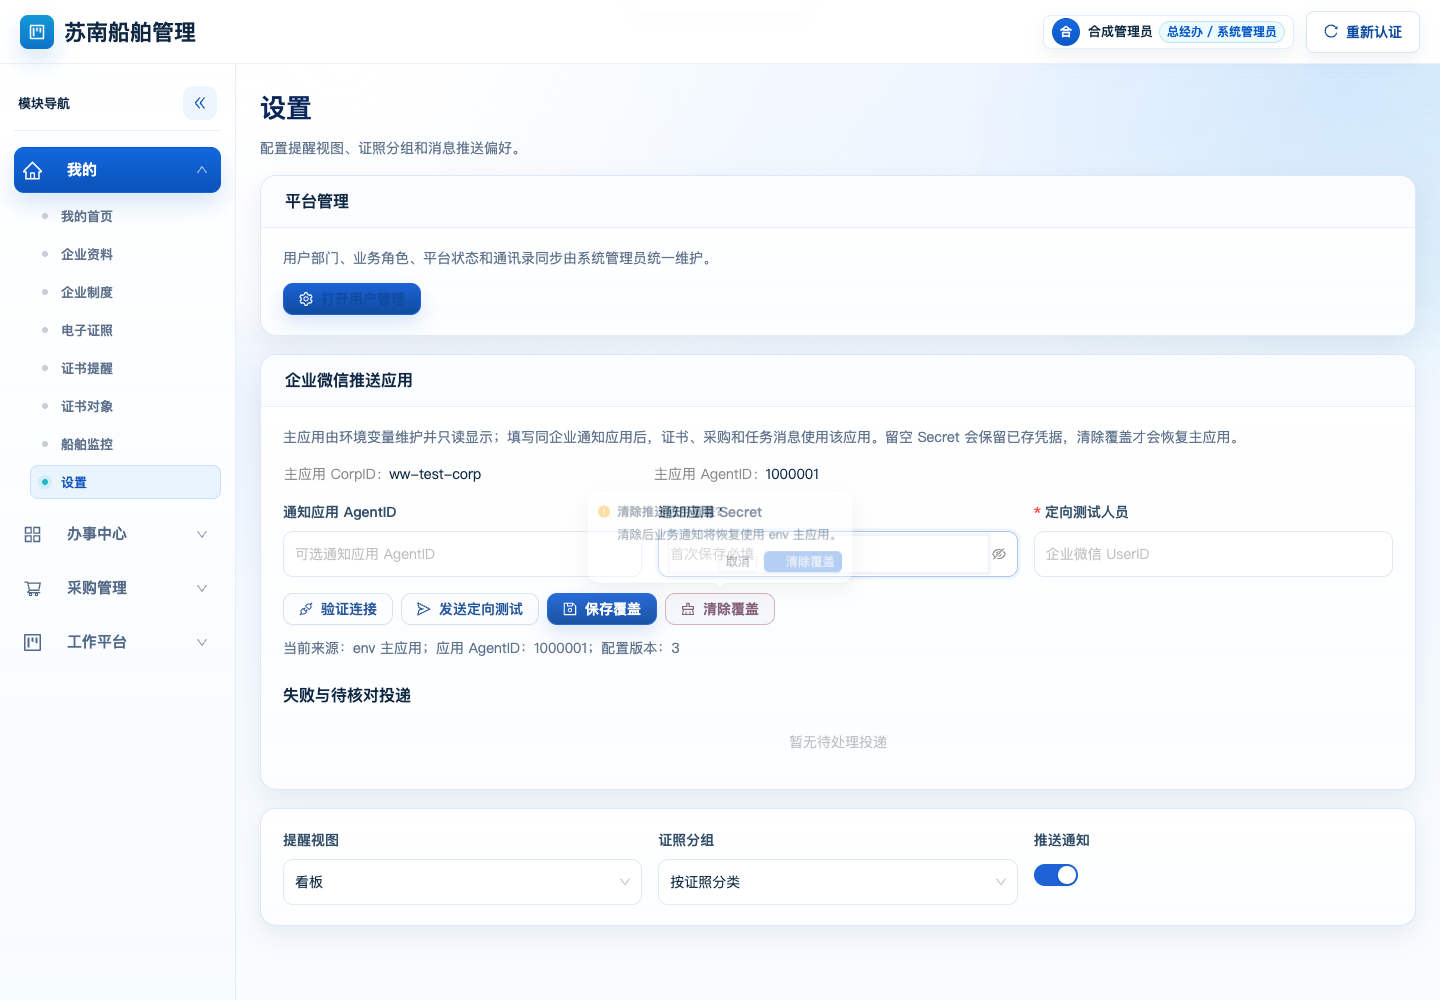 苏南船舶管理
合 合成管理员 总经办 / 系统管理员
重新认证
模块导航
我的
我的首页
企业资料
企业制度
电子证照
证书提醒
证书对象
船舶监控
设置
办事中心
采购管理
工作平台
设置
配置提醒视图、证照分组和消息推送偏好。
平台管理
用户部门、业务角色、平台状态和通讯录同步由系统管理员统一维护。
打开用户管理
企业微信推送应用
主应用由环境变量维护并只读显示；填写同企业通知应用后，证书、采购和任务消息使用该应用。留空 Secret 会保留已存凭据，清除覆盖才会恢复主应用。
主应用 CorpID：ww-test-corp
主应用 AgentID：1000001
通知应用 AgentID
可选通知应用 AgentID
通知应用 Secret
首次保存必填
* 定向测试人员
企业微信 UserID
清除后业务通知将恢复使用 env 主应用。
取消
清除覆盖
验证连接
发送定向测试
保存覆盖
清除覆盖
当前来源：env 主应用；应用 AgentID：1000001；配置版本：3
失败与待核对投递
暂无待处理投递
提醒视图
看板
证照分组
按证照分类
推送通知